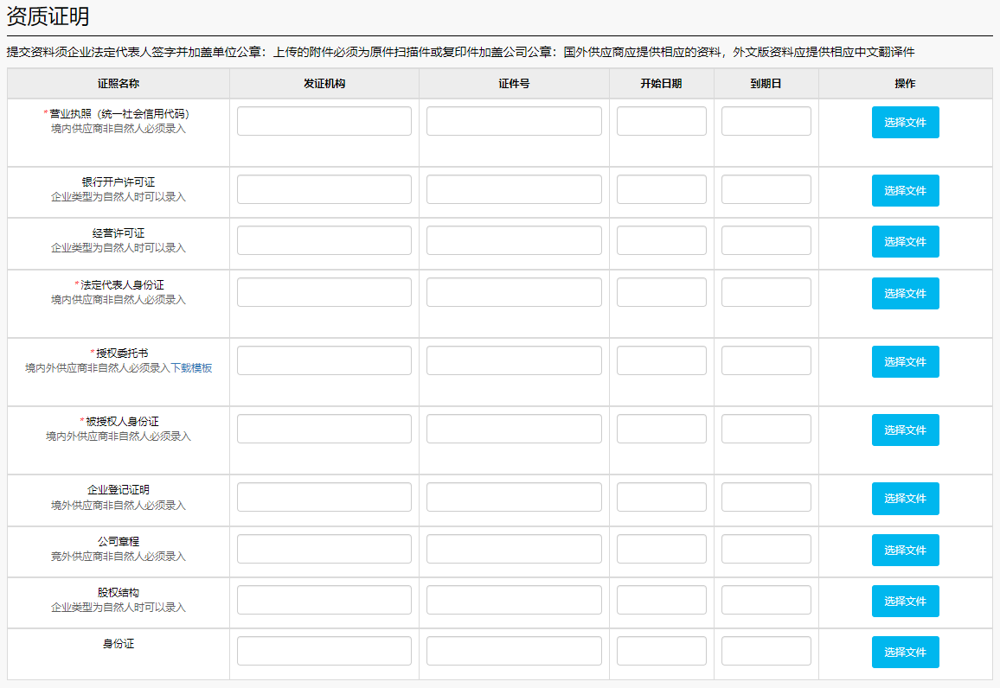 资质证明
提交资料须企业法定代表人签字并加盖单位公章：上传的附件必须为原件扫描件或复印件加盖公司公章：国外供应商应提供相应的资料，外文版资料应提供相应中文翻译件
证照名称 发证机构 证件号 开始日期 到期日 操作
*营业执照（统一社会信用代码） 选择文件
境内供应商非自然人必须录入
银行开户许可证 选择文件
企业类型为自然人时可以录入
经营许可证 选择文件
企业类型为自然人时可以录入
*法定代表人身份证 选择文件
境内供应商非自然人必须录入
*授权委托书 选择文件
境内外供应商非自然人必须录入下载模板
*被授权人身份证 选择文件
境内外供应商非自然人必须录入
企业登记证明 选择文件
境外供应商非自然人必须录入
公司章程 选择文件
竞外供应商非自然人必须录入
股权结构 选择文件
企业类型为自然人时可以录入
身份证 选择文件